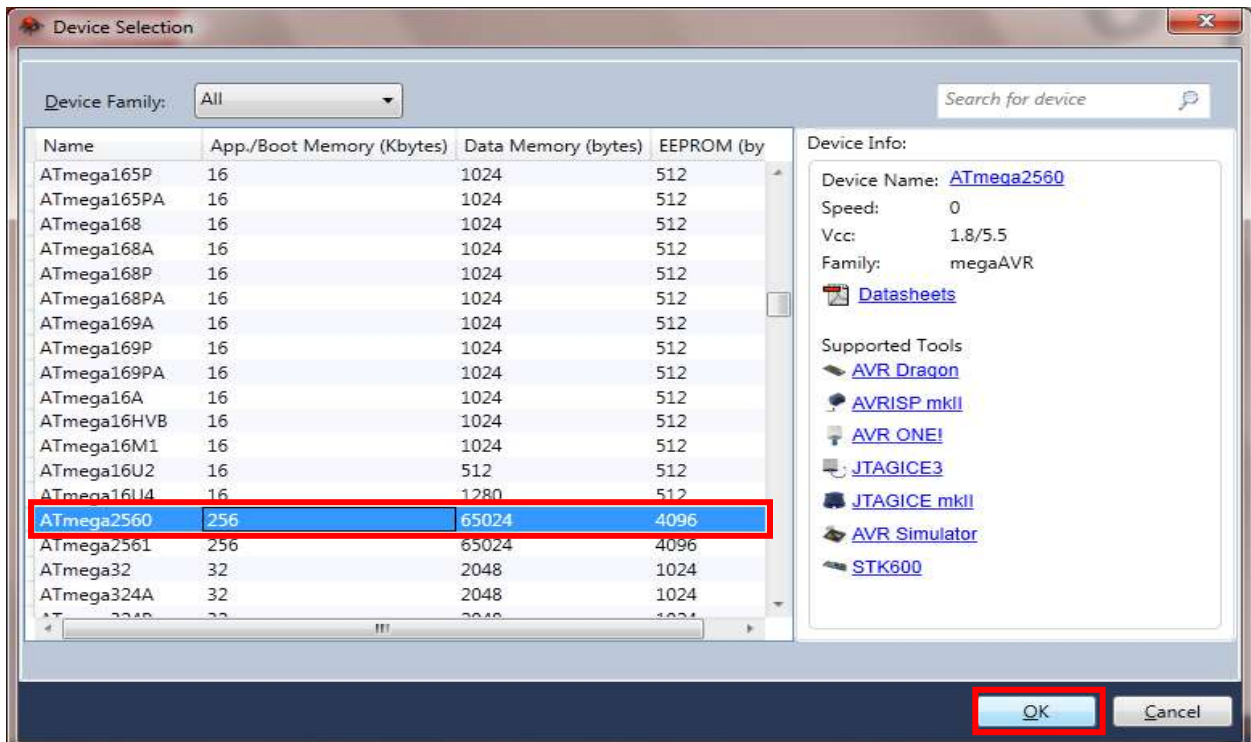 Device Selection
Device Family: All Search for device
Name App./Boot Memory (Kbytes) Data Memory (bytes) EEPROM (by
ATmega165P 16 1024 512
ATmega165PA 16 1024 512
ATmega168 16 1024 512
ATmega168A 16 1024 512
ATmega168P 16 1024 512
ATmega168PA 16 1024 512
ATmega169A 16 1024 512
ATmega169P 16 1024 512
ATmega169PA 16 1024 512
ATmega16A 16 1024 512
ATmega16HVB 16 1024 512
ATmega16M1 16 1024 512
ATmega16U2 16 512 512
ATmega16U4 16 1280 512
ATmega2560 256 65024 4096
ATmega2561 256 65024 4096
ATmega32 32 2048 1024
ATmega324A 32 2048 1024
Device Info:
Device Name: ATmega2560
Speed: 0
Vcc: 1.8/5.5
Family: megaAVR
Datasheets
Supported Tools
AVR Dragon
AVRISP mkII
AVR ONE!
JTAGICE3
JTAGICE mkII
AVR Simulator
STK600
OK Cancel